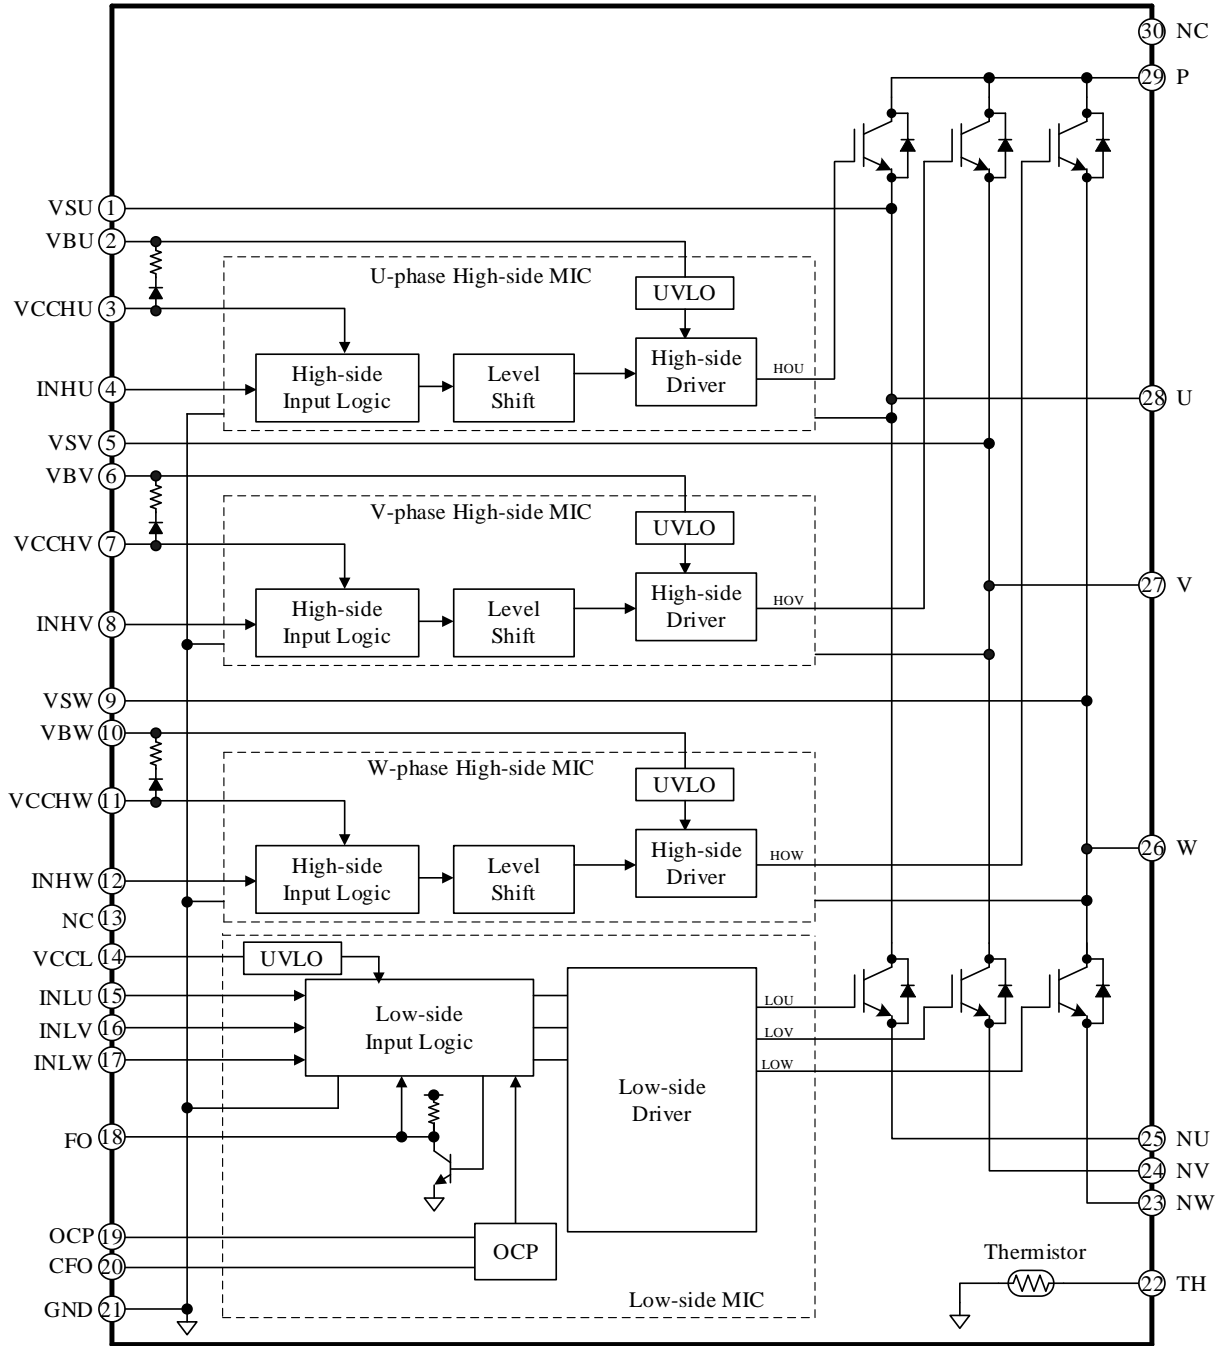 30 NC
29 P
VSU 1
VBU 2
U-phase High-side MIC
UVLO
VCCHU 3
High-side
Input Logic
Level
Shift
High-side
Driver
HOU
INHU 4
28 U
VSV 5
VBV 6
V-phase High-side MIC
UVLO
VCCHV 7
High-side
Input Logic
Level
Shift
High-side
Driver
HOV
27 V
INHV 8
VSW 9
VBW 10
W-phase High-side MIC
UVLO
VCCHW 11
High-side
Input Logic
Level
Shift
High-side
Driver
HOW
26 W
INHW 12
NC 13
VCCL 14
UVLO
INLU 15
INLV 16
INLW 17
Low-side
Input Logic
Low-side
Driver
LOU
LOV
LOW
FO 18
25 NU
24 NV
23 NW
OCP 19
CFO 20
OCP
Thermistor
22 TH
GND 21
Low-side MIC